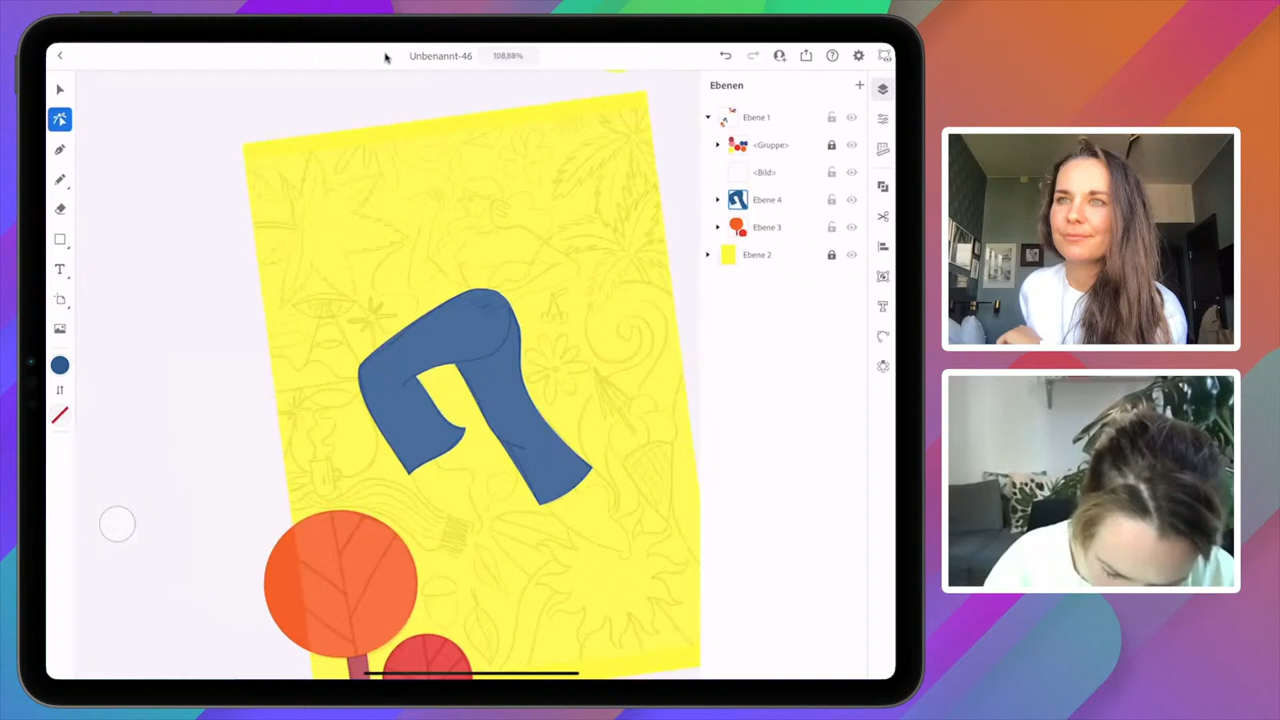 Unbenannt-46
108,88%
Ebenen
Ebene 1
<Gruppe>
<Bild>
Ebene 4
Ebene 3
Ebene 2